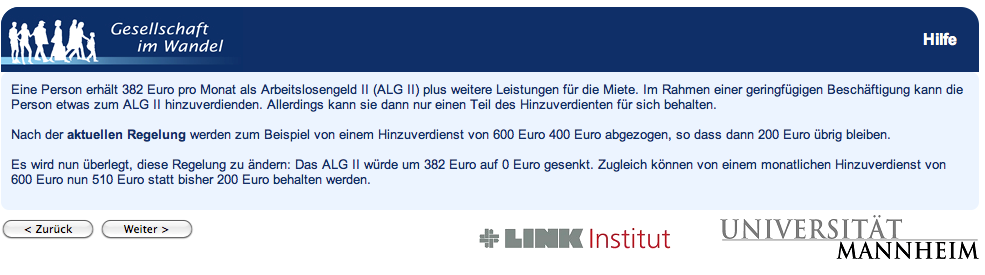 Gesellschaft
im Wandel
Hilfe
Eine Person erhält 382 Euro pro Monat als Arbeitslosengeld II (ALG II) plus weitere Leistungen für die Miete. Im Rahmen einer geringfügigen Beschäftigung kann die
Person etwas zum ALG II hinzuverdienden. Allerdings kann sie dann nur einen Teil des Hinzuverdienten für sich behalten.
Nach der aktuellen Regelung werden zum Beispiel von einem Hinzuverdienst von 600 Euro 400 Euro abgezogen, so dass dann 200 Euro übrig bleiben.
Es wird nun überlegt, diese Regelung zu ändern: Das ALG II würde um 382 Euro auf 0 Euro gesenkt. Zugleich können von einem monatlichen Hinzuverdienst von
600 Euro nun 510 Euro statt bisher 200 Euro behalten werden.
< Zurück
Weiter >
LINK Institut
UNIVERSITÄT
MANNHEIM